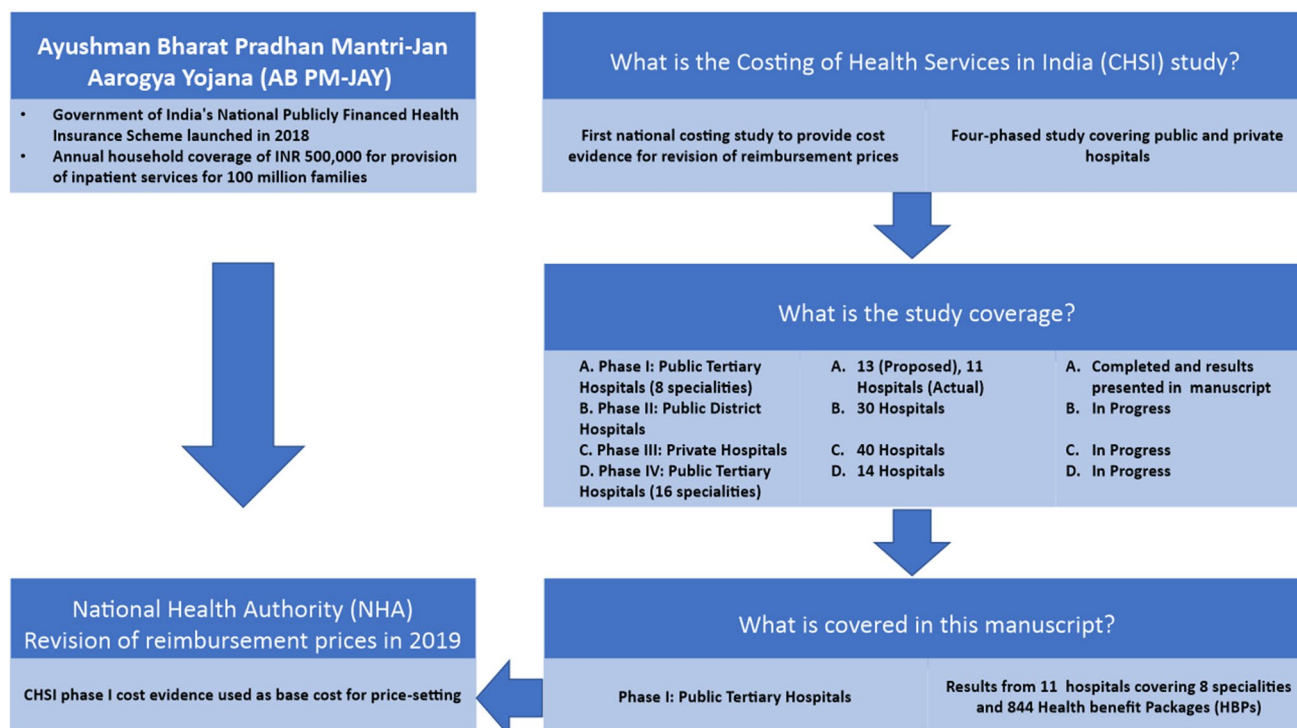 Ayushman Bharat Pradhan Mantri-Jan
Aarogya Yojana (AB PM-JAY)
• Government of India's National Publicly Financed Health
Insurance Scheme launched in 2018
• Annual household coverage of INR 500,000 for provision
of inpatient services for 100 million families
What is the Costing of Health Services in India (CHSI) study?
First national costing study to provide cost
evidence for revision of reimbursement prices
Four-phased study covering public and private
hospitals
What is the study coverage?
A. Phase I: Public Tertiary
Hospitals (8 specialities)
B. Phase II: Public District
Hospitals
C. Phase III: Private Hospitals
D. Phase IV: Public Tertiary
Hospitals (16 specialities)
A. 13 (Proposed), 11
Hospitals (Actual)
B. 30 Hospitals
C. 40 Hospitals
D. 14 Hospitals
A. Completed and results
presented in manuscript
B. In Progress
C. In Progress
D. In Progress
What is covered in this manuscript?
Phase I: Public Tertiary Hospitals
Results from 11 hospitals covering 8 specialities
and 844 Health benefit Packages (HBPs)
National Health Authority (NHA)
Revision of reimbursement prices in 2019
CHSI phase I cost evidence used as base cost for price-setting